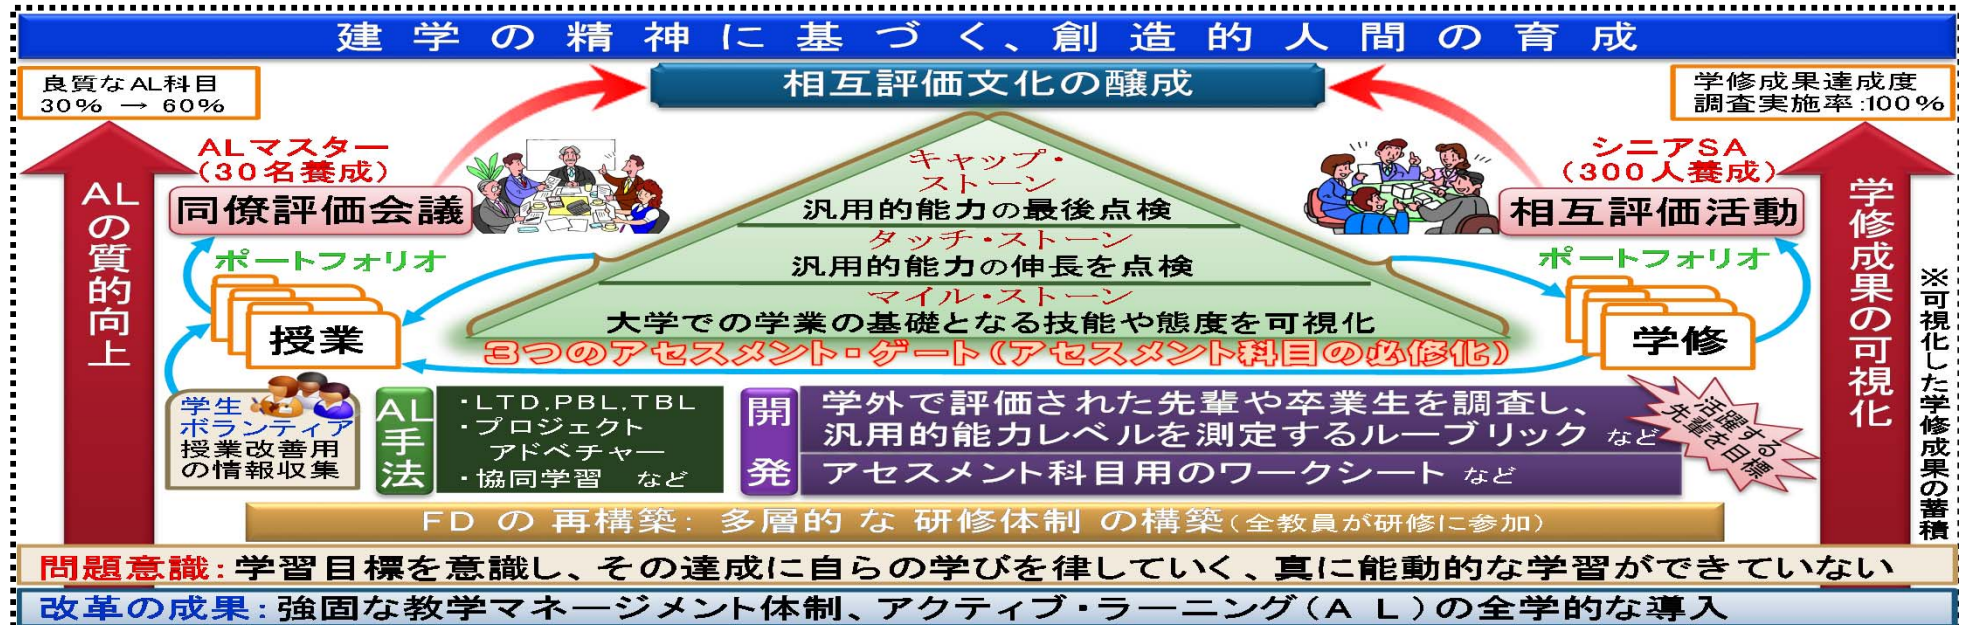 建学の精神に基づく、創造的人間の育成
相互評価文化の醸成
良質なAL科目
30% → 60%
学修成果達成度
調査実施率:100%
ALの質的向上
ALマスター
(30名養成)
同僚評価会議
ポートフォリオ
授業
キャップ・
ストーン
汎用的能力の最後点検
タッチ・ストーン
汎用的能力の伸長を点検
マイル・ストーン
大学での学業の基礎となる技能や態度を可視化
3つのアセスメント・ゲート(アセスメント科目の必修化)
シニアSA
(300人養成)
相互評価活動
ポートフォリオ
学修
学修成果の可視化
※可視化した学修成果の蓄積
学生
ボランティア
授業改善用
の情報収集
AL手法
・LTD,PBL,TBL
・プロジェクト
アドベチャー
・協同学習 など
開発
学外で評価された先輩や卒業生を調査し、
汎用的能力レベルを測定するルーブリック など
アセスメント科目用のワークシート など
活躍する
先輩を目標
FD の 再構築: 多層的 な 研修体制 の構築(全教員が研修に参加)
問題意識:学習目標を意識し、その達成に自らの学びを律していく、真に能動的な学習ができていない
改革の成果:強固な教学マネージメント体制、アクティブ・ラーニング(A L)の全学的な導入